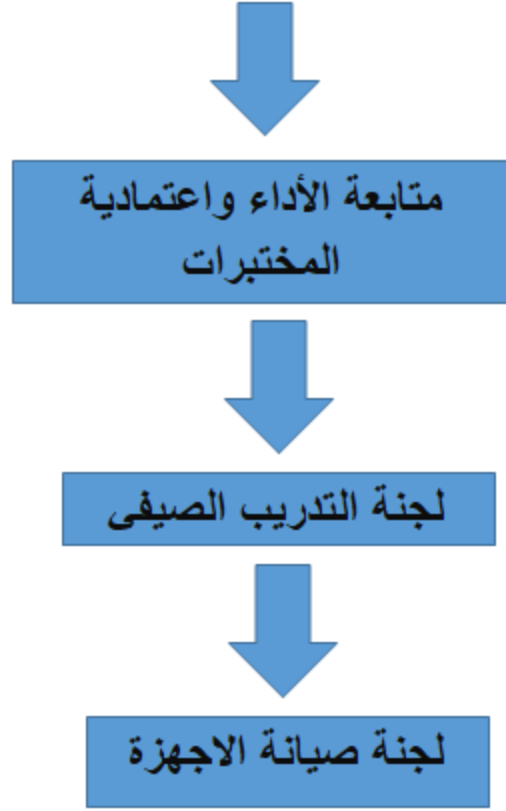 متابعة الأداء واعتمادية
المختبرات
لجنة التدريب الصيفى
لجنة صيانة الاجهزة